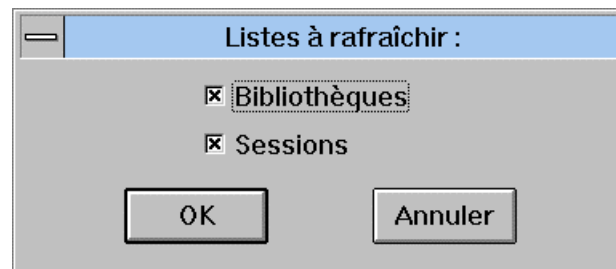 Listes à rafraîchir :
Bibliothèques
Sessions
OK Annuler